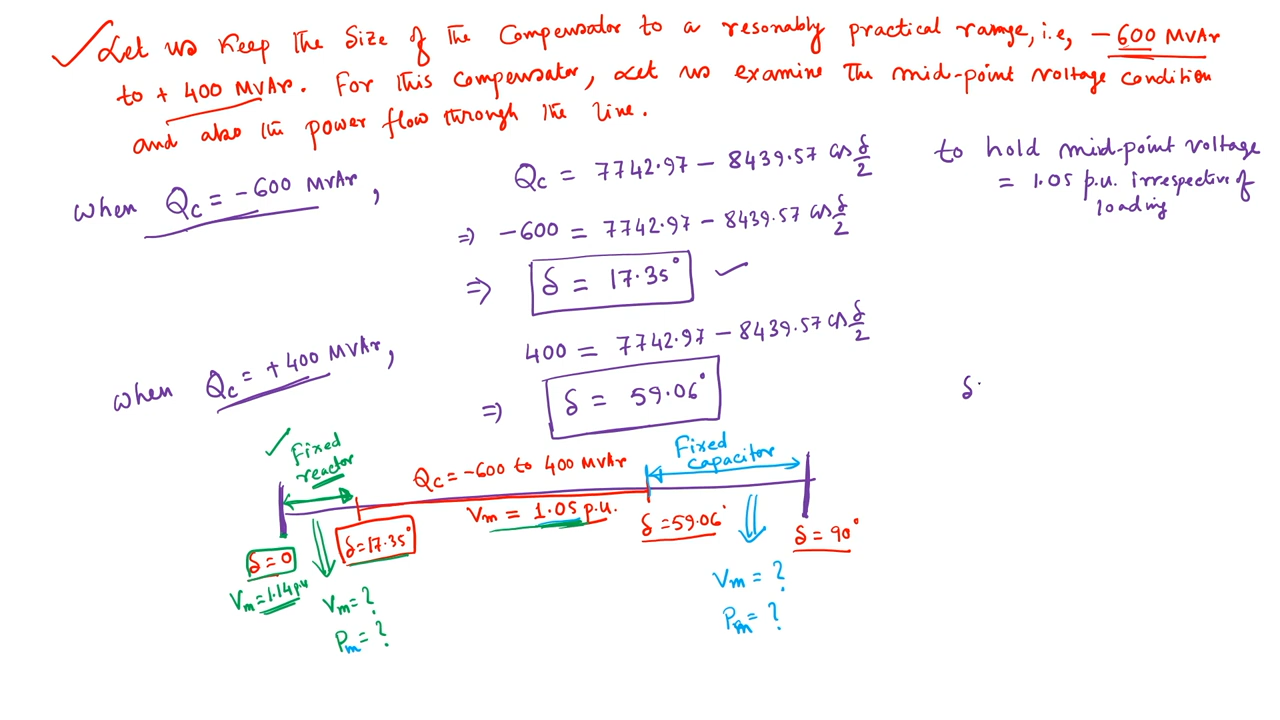 Let us keep the size of the compensator to a resonably practical range, i.e, -600 MVAr
to + 400 MVAr. For this compensator, Let us examine the mid-point voltage condition
and also the power flow through the line.
when Qc = -600 MVAr,
Qc = 7742.97 - 8439.57 cos δ/2
to hold mid-point voltage
= 1.05 p.u. irrespective of
loading
⇒ -600 = 7742.97 - 8439.57 cos δ/2
⇒ δ = 17.35° ✓
when Qc = +400 MVAr,
400 = 7742.97 - 8439.57 cos δ/2
⇒ δ = 59.06°
δ.
Fixed
reactor
Qc = -600 to 400 MVAr
Fixed
capacitor
Vm = 1.05 p.u.
δ=0
δ=17.35°
δ=59.06°
δ = 90°
Vm=1.14 p.u
Vm=?
Pm=?
Vm = ?
Pm = ?